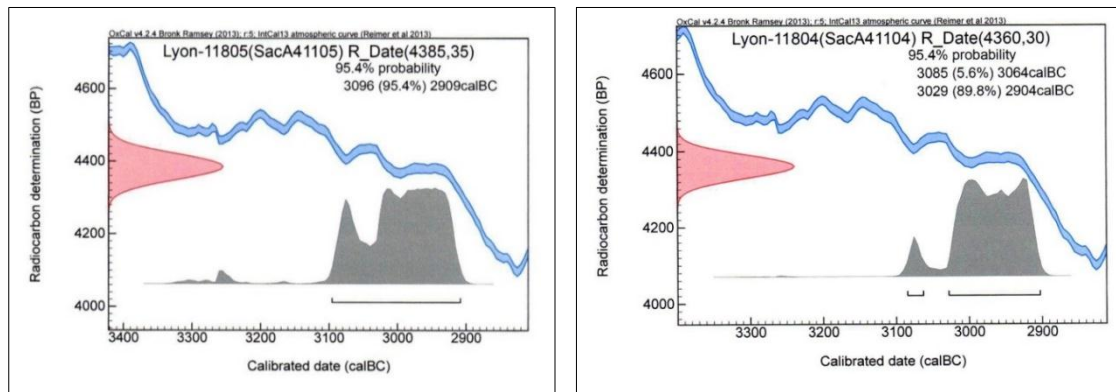 OxCal v4.2.4 Bronk Ramsey (2013); r:5; IntCal13 atmospheric curve (Reimer et al 2013)
Lyon-11805(SacA41105) R_Date(4385,35)
95.4% probability
3096 (95.4%) 2909calBC
Radiocarbon determination (BP)
4600
4400
4200
4000
3420 3300 3200 3100 3000 2900
Calibrated date (calBC)
OxCal v4.2.4 Bronk Ramsey (2013); r:5; IntCal13 atmospheric curve (Reimer et al 2013)
Lyon-11804(SacA41104) R_Date(4360,30)
95.4% probability
3085 (5.6%) 3064calBC
3029 (89.8%) 2904calBC
Radiocarbon determination (BP)
4600
4400
4200
4000
3300 3200 3100 3000 2900
Calibrated date (calBC)